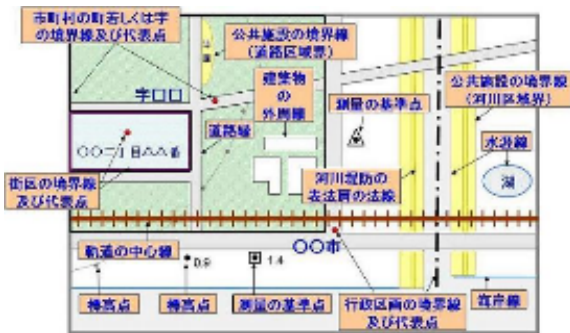 市町村の町若しくは字
の境界線及び代表点
公共施設の境界線
(道路区域界)
建築物
の
外周線
測量の基準点
公共施設の境界線
(河川区域界)
字□□
道路縁
水涯線
〇〇二丁目△△番
街区の境界線
及び代表点
河川堤防の
表法肩の法線
湖
軌道の中心線
〇〇市
0.9
1.4
標高点
標高点
測量の基準点
行政区画の境界線
及び代表点
海岸線